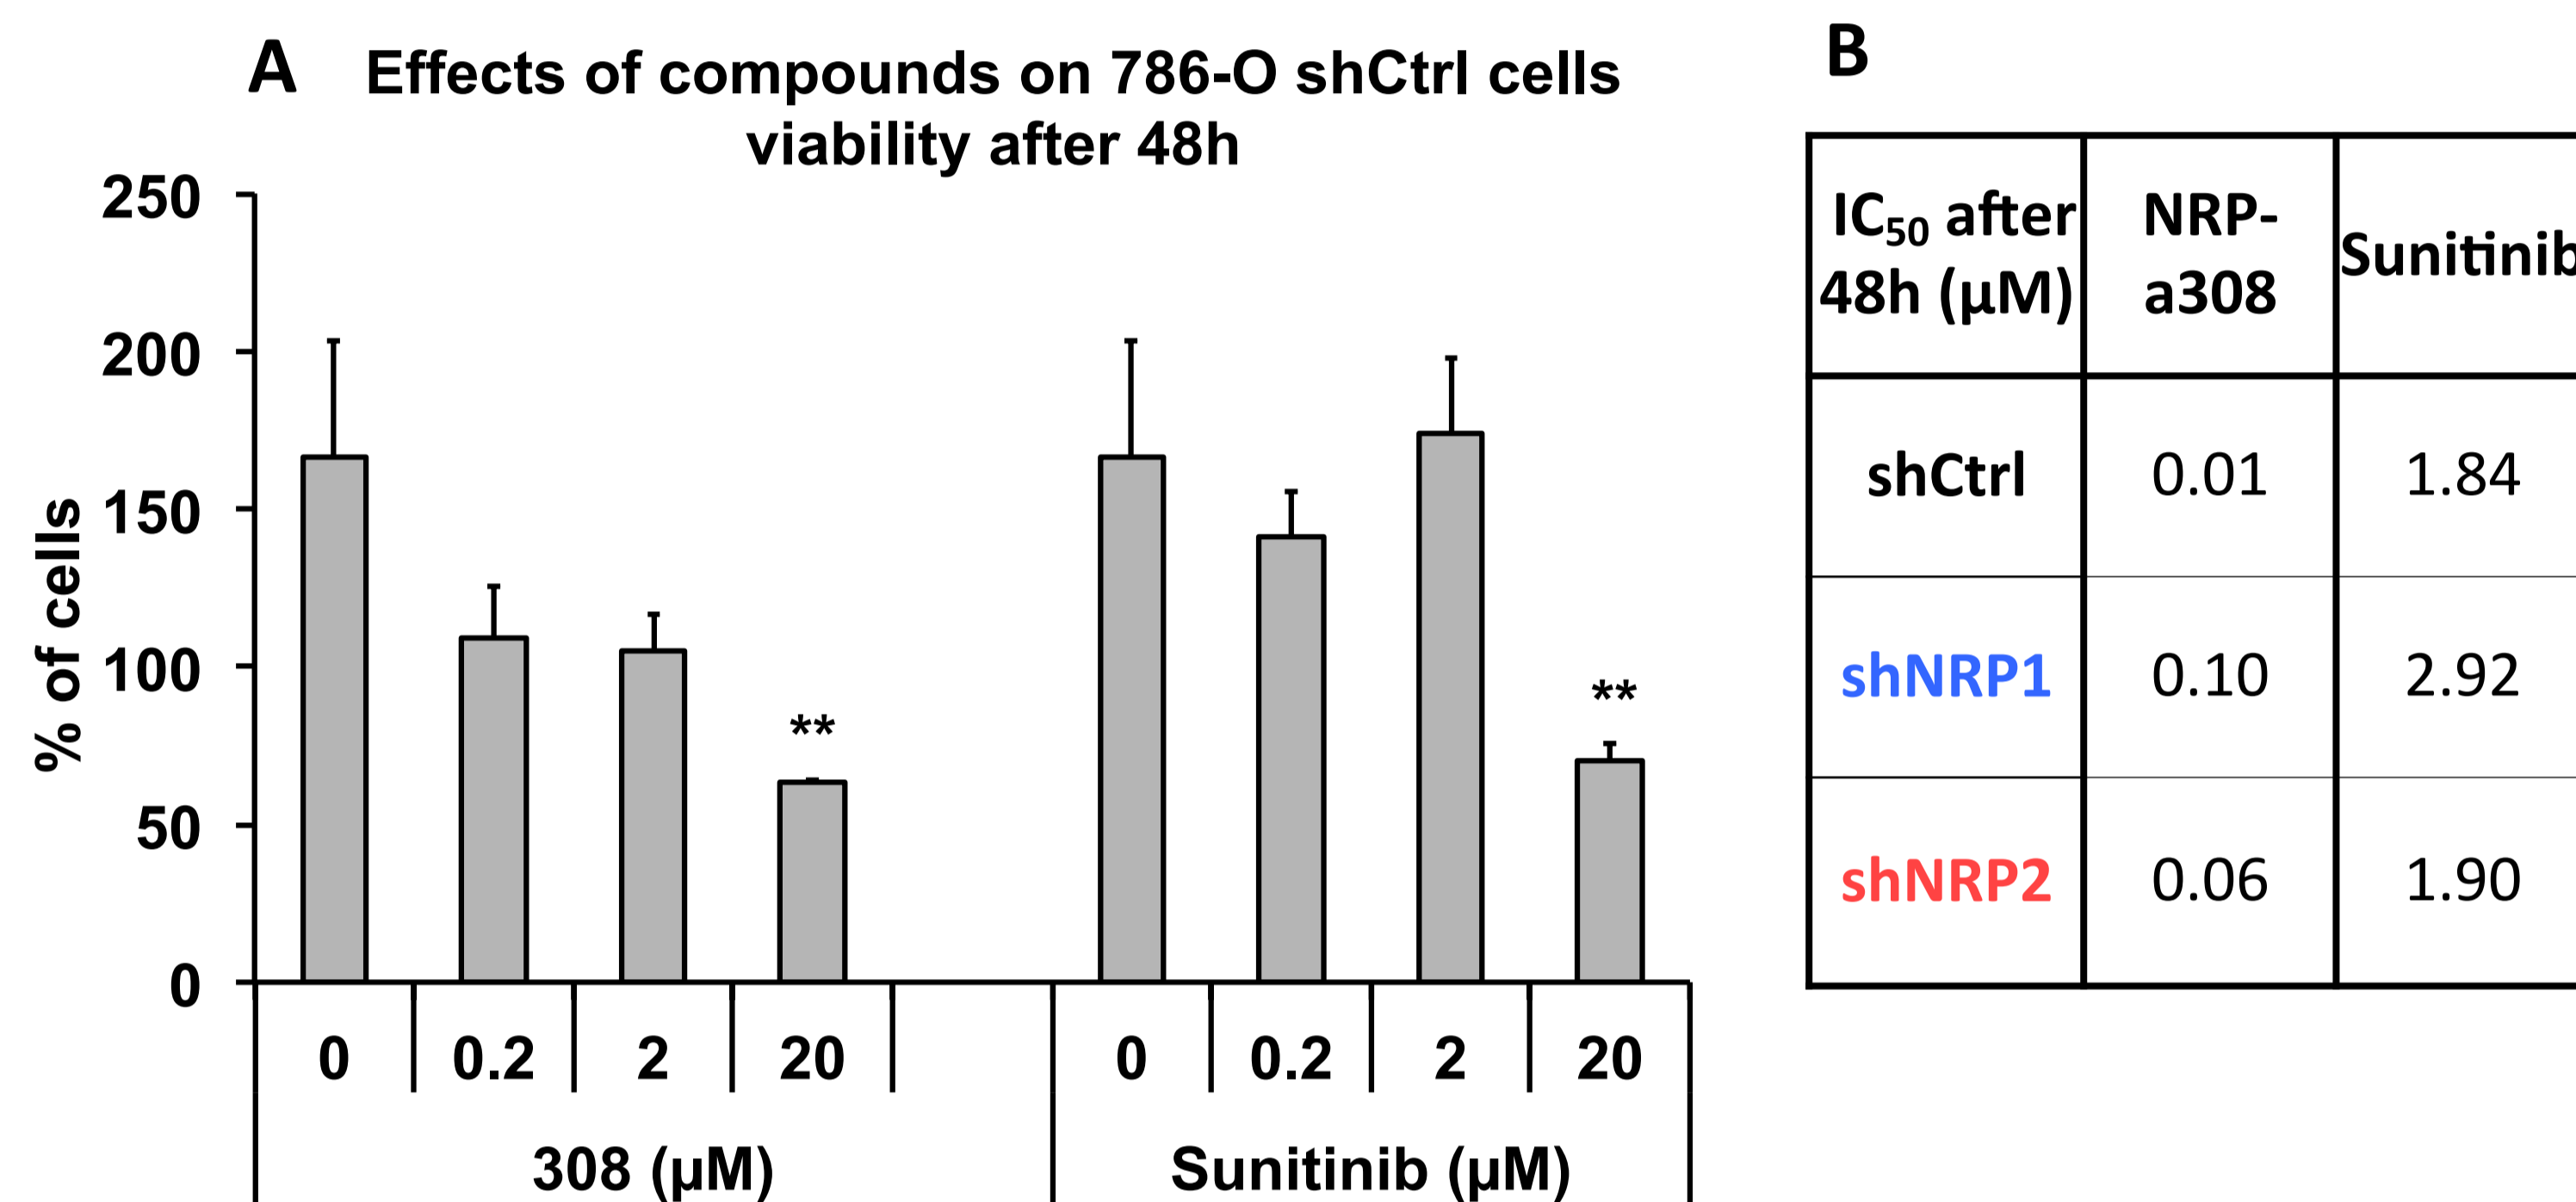 A
Effects of compounds on 786-O shCtrl cells
viability after 48h
% of cells
250
200
150
100
50
0
**
**
0 0.2 2 20 0 0.2 2 20
308 (µM) Sunitinib (µM)
B
IC50 after
48h (µM)
NRP-
a308
Sunitinib
shCtrl 0.01 1.84
shNRP1 0.10 2.92
shNRP2 0.06 1.90